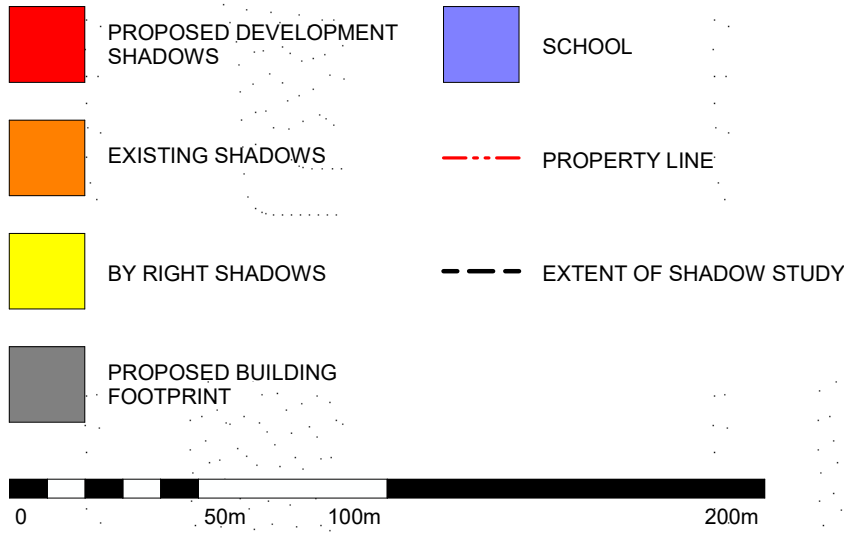 PROPOSED DEVELOPMENT
SHADOWS
EXISTING SHADOWS
BY RIGHT SHADOWS
PROPOSED BUILDING
FOOTPRINT
SCHOOL
PROPERTY LINE
EXTENT OF SHADOW STUDY
0 50m 100m 200m